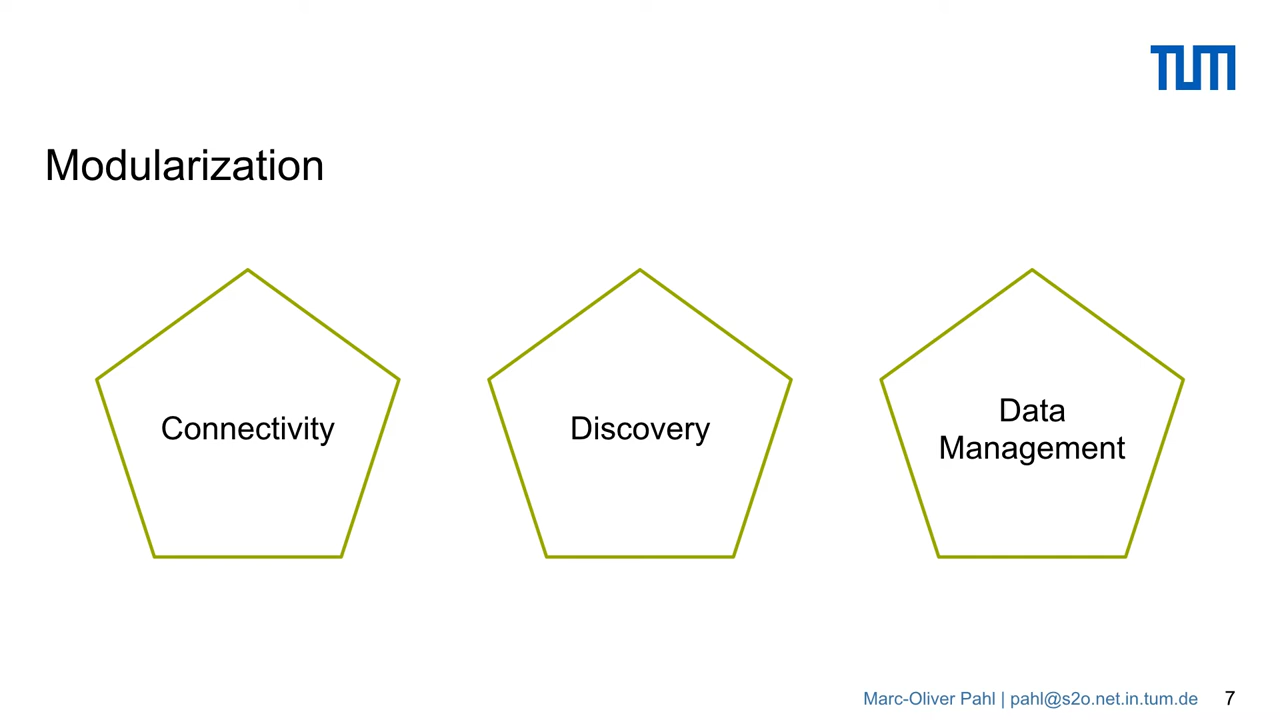 TUM
Modularization
Connectivity
Discovery
Data
Management
Marc-Oliver Pahl | pahl@s2o.net.in.tum.de 7